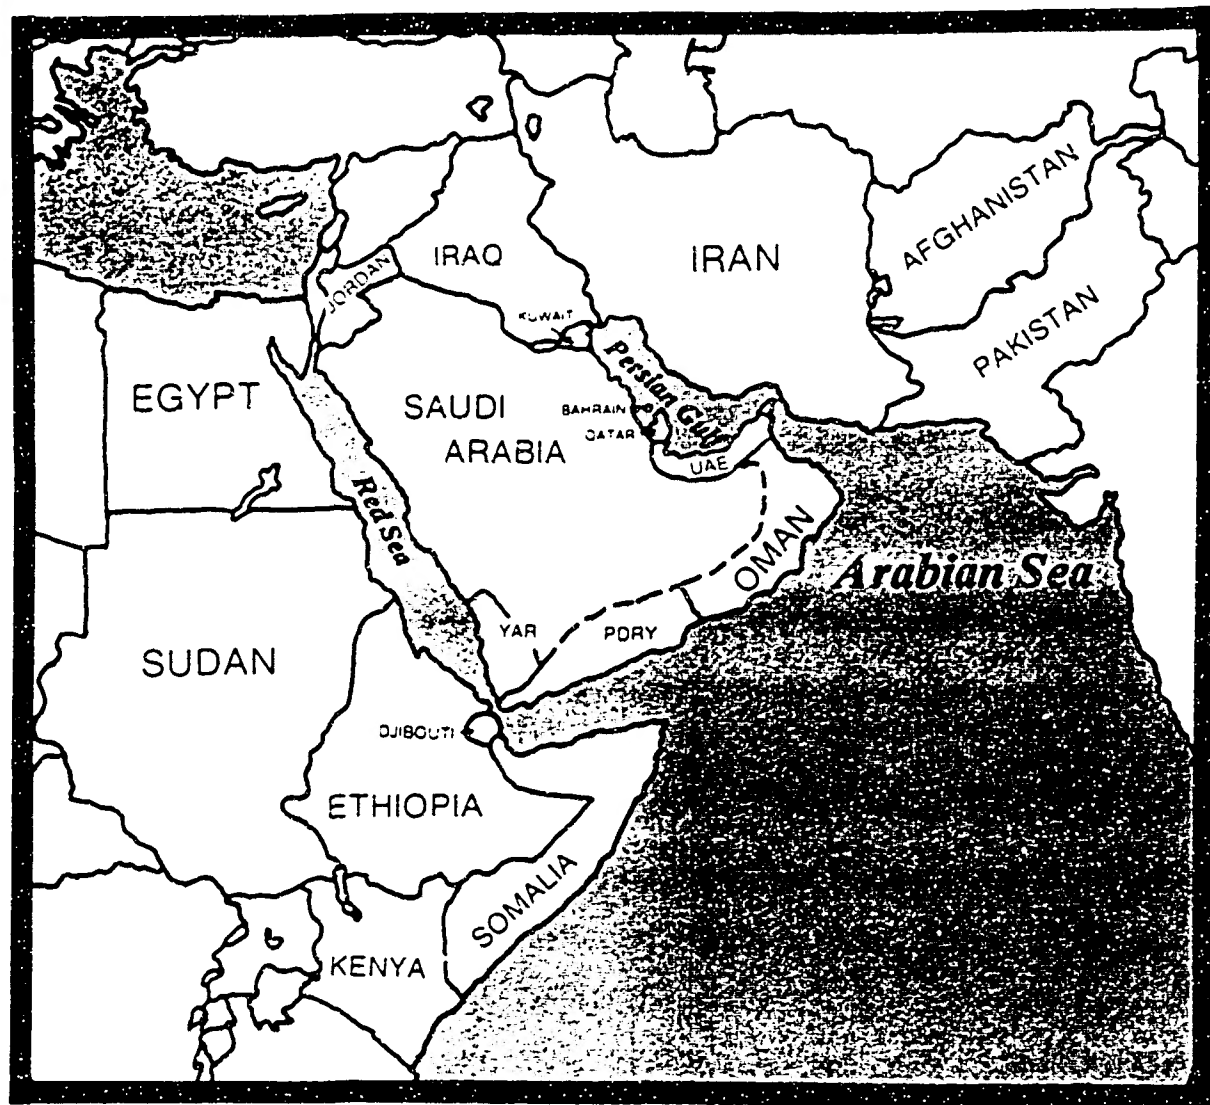 AFGHANISTAN
IRAQ
IRAN
JORDAN
KUWAIT
PAKISTAN
Persian Gulf
EGYPT
SAUDI
ARABIA
BAHRAIN
QATAR
UAE
Red Sea
OMAN
Arabian Sea
YAR
PDRY
SUDAN
DJIBOUTI
ETHIOPIA
SOMALIA
KENYA